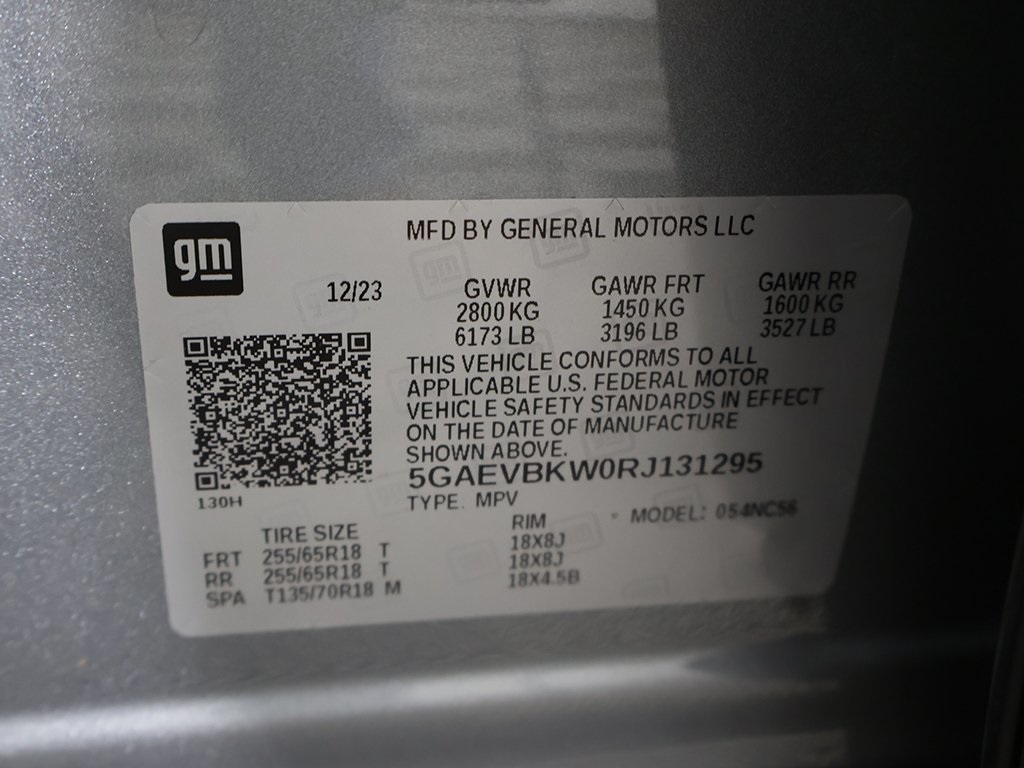 gm
MFD BY GENERAL MOTORS LLC
12/23
GVWR GAWR FRT GAWR RR
2800 KG 1450 KG 1600 KG
6173 LB 3196 LB 3527 LB
THIS VEHICLE CONFORMS TO ALL
APPLICABLE U.S. FEDERAL MOTOR
VEHICLE SAFETY STANDARDS IN EFFECT
ON THE DATE OF MANUFACTURE
SHOWN ABOVE.
5GAEVBKW0RJ131295
130H
TYPE. MPV
* MODEL: 054NC56
TIRE SIZE RIM
FRT 255/65R18 T 18X8J
RR 255/65R18 T 18X8J
SPA T135/70R18 M 18X4.5B